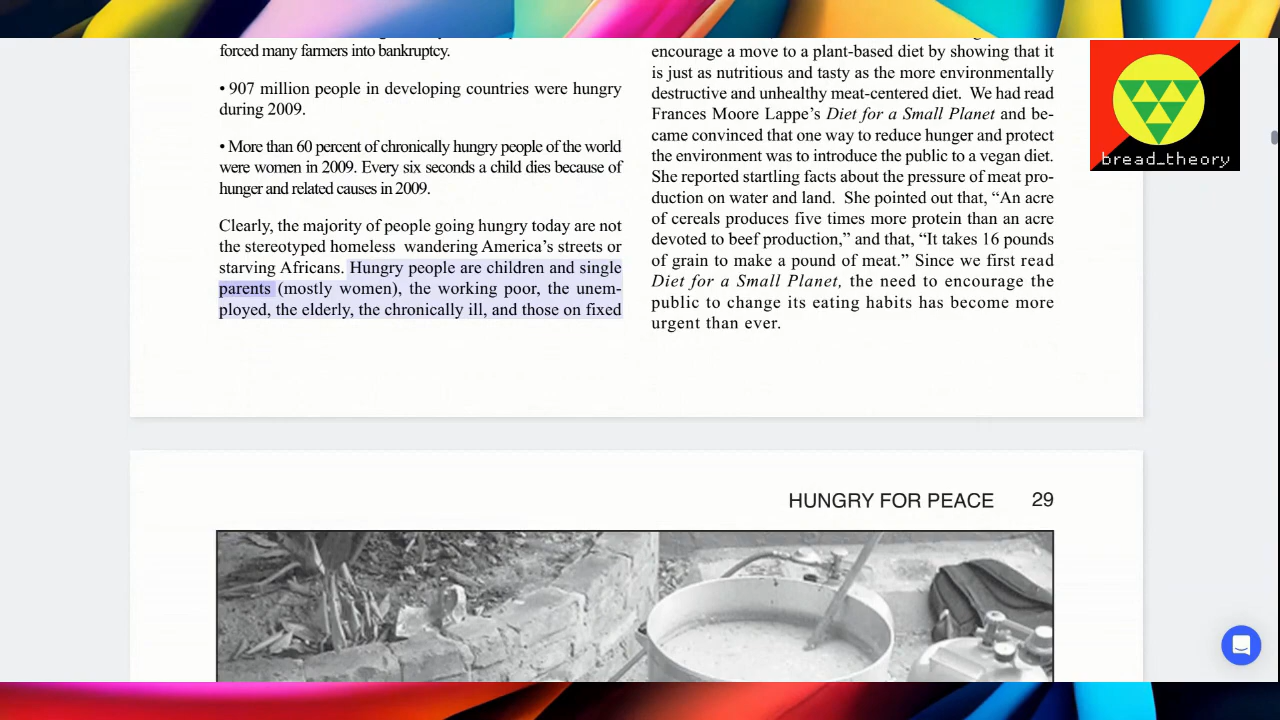 forced many farmers into bankruptcy.
• 907 million people in developing countries were hungry
during 2009.
• More than 60 percent of chronically hungry people of the world
were women in 2009. Every six seconds a child dies because of
hunger and related causes in 2009.
Clearly, the majority of people going hungry today are not
the stereotyped homeless wandering America's streets or
starving Africans. Hungry people are children and single
parents (mostly women), the working poor, the unem-
ployed, the elderly, the chronically ill, and those on fixed
encourage a move to a plant-based diet by showing that it
is just as nutritious and tasty as the more environmentally
destructive and unhealthy meat-centered diet. We had read
Frances Moore Lappe's Diet for a Small Planet and be-
came convinced that one way to reduce hunger and protect
the environment was to introduce the public to a vegan diet.
She reported startling facts about the pressure of meat pro-
duction on water and land. She pointed out that, “An acre
of cereals produces five times more protein than an acre
devoted to beef production,” and that, “It takes 16 pounds
of grain to make a pound of meat.” Since we first read
Diet for a Small Planet, the need to encourage the
public to change its eating habits has become more
urgent than ever.
bread_theory
HUNGRY FOR PEACE 29